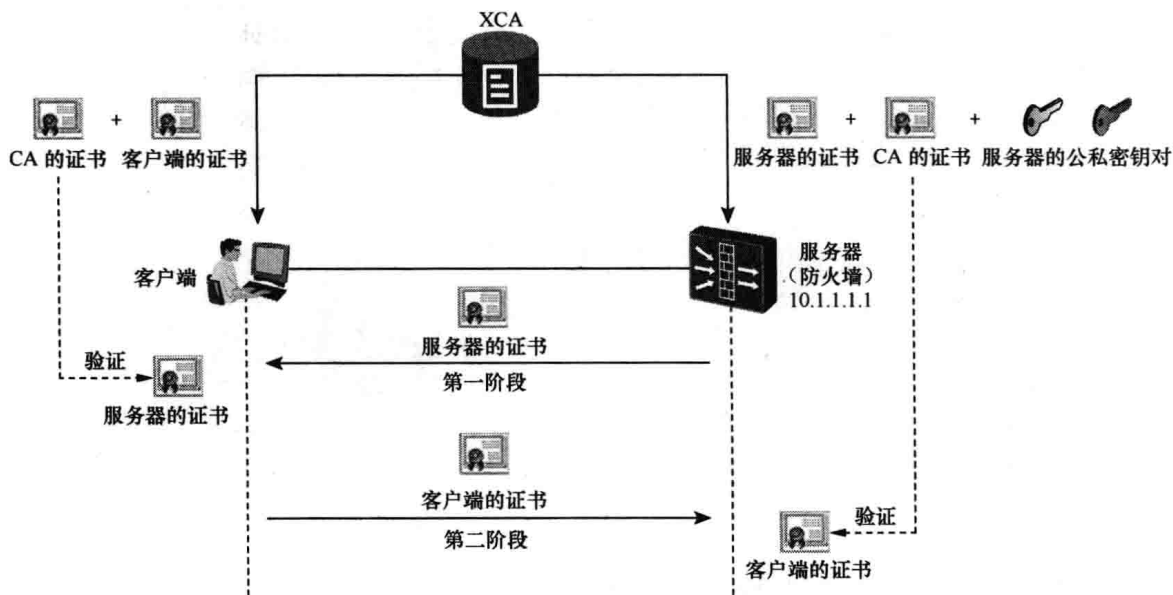 XCA
+
CA 的证书 客户端的证书
+ +
服务器的证书 CA 的证书 服务器的公私密钥对
客户端
服务器
(防火墙)
10.1.1.1.1
服务器的证书
第一阶段
验证
服务器的证书
客户端的证书
第二阶段
验证
客户端的证书